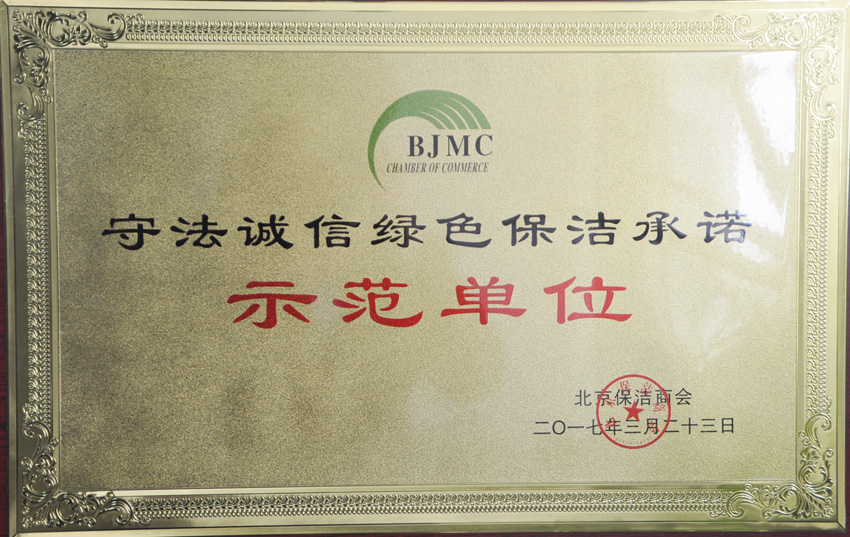 BJMC
CHAMBER OF COMMERCE
守法诚信绿色保洁承诺
示范单位
北京保洁商会
二〇一七年三月二十三日